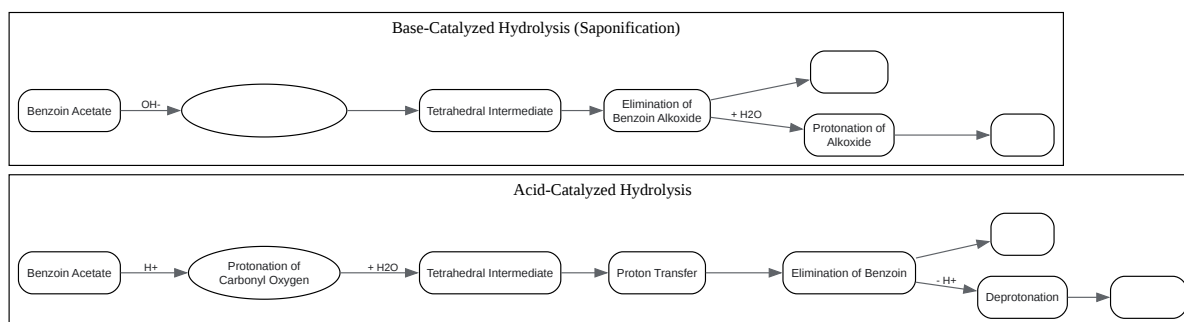 Base-Catalyzed Hydrolysis (Saponification)
Benzoin Acetate
OH-
Tetrahedral Intermediate
Elimination of
Benzoin Alkoxide
+ H2O
Protonation of
Alkoxide
Acid-Catalyzed Hydrolysis
Benzoin Acetate
H+
Protonation of
Carbonyl Oxygen
+ H2O
Tetrahedral Intermediate
Proton Transfer
Elimination of Benzoin
- H+
Deprotonation